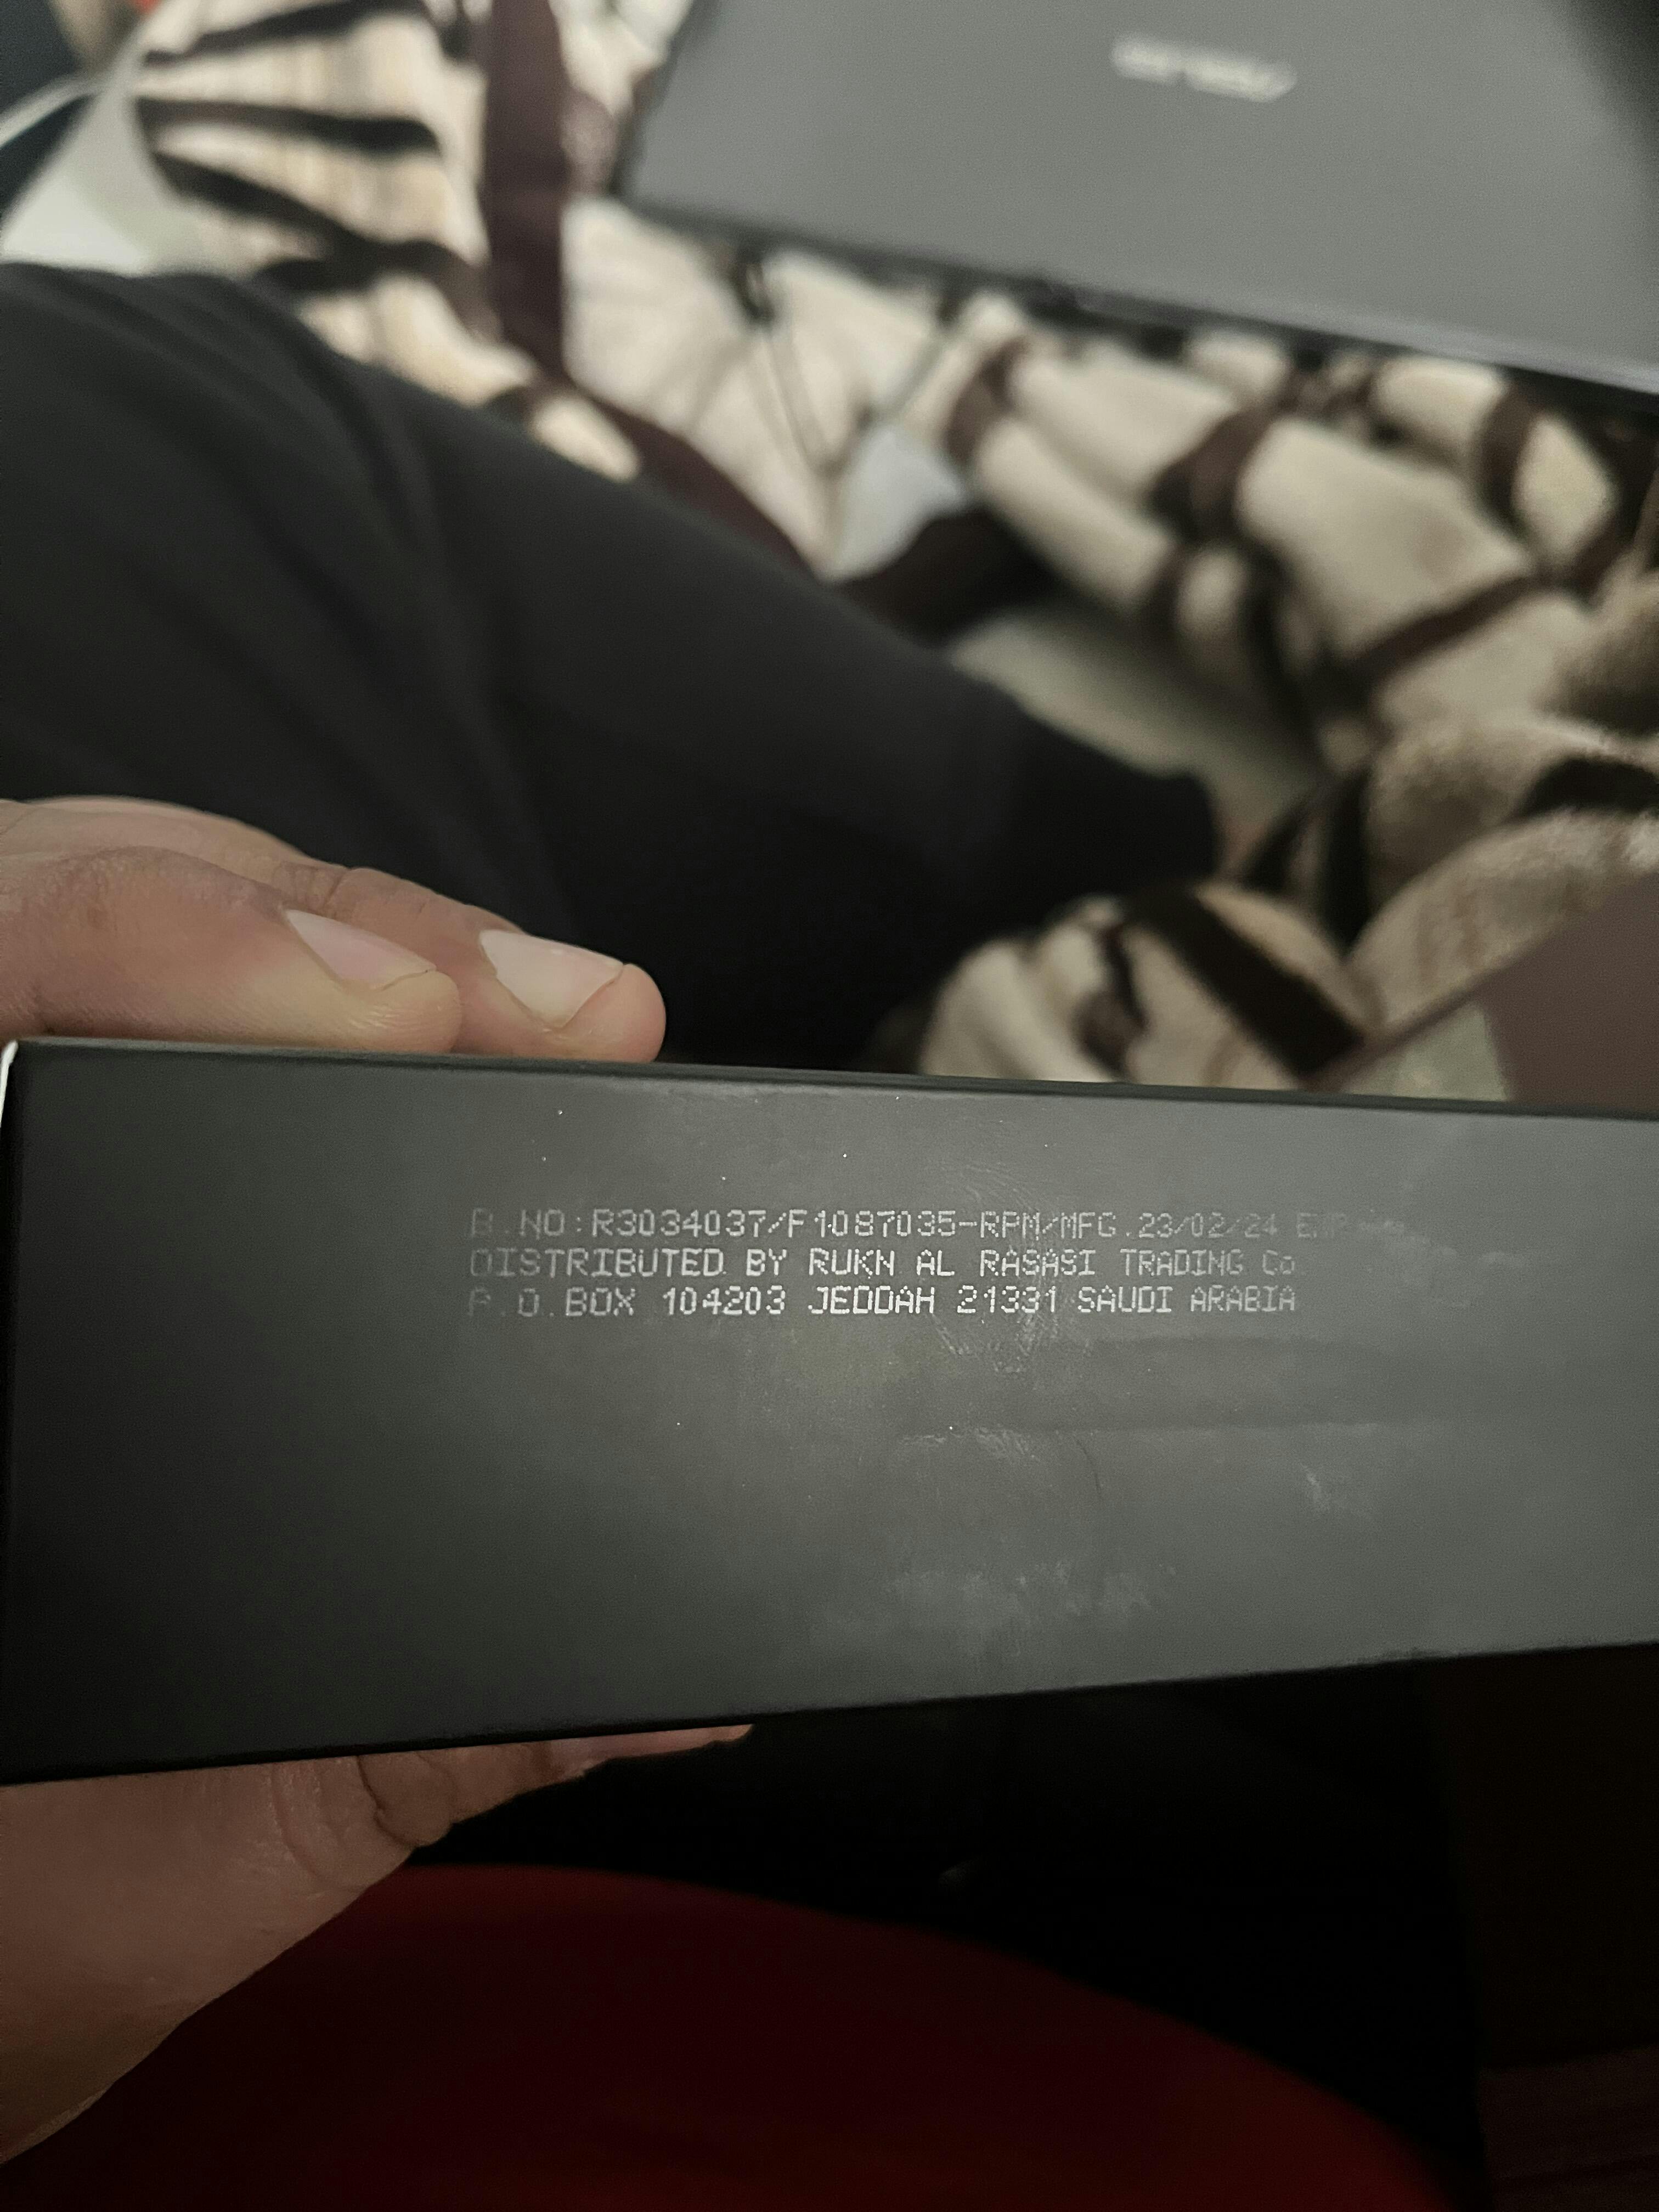 B.NO:R3034037/F1087035-RPM/MFG.23/02/24
DISTRIBUTED BY RUKN AL RASASI TRADING Co
P.O.BOX 104203 JEDDAH 21331 SAUDI ARABIA